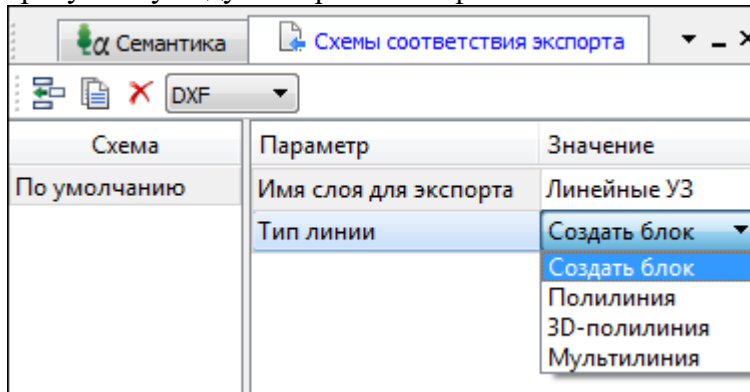 α Семантика
Схемы соответствия экспорта
DXF
Схема
Параметр
Значение
По умолчанию
Имя слоя для экспорта
Линейные УЗ
Тип линии
Создать блок
Создать блок
Полилиния
3D-полилиния
Мультилиния